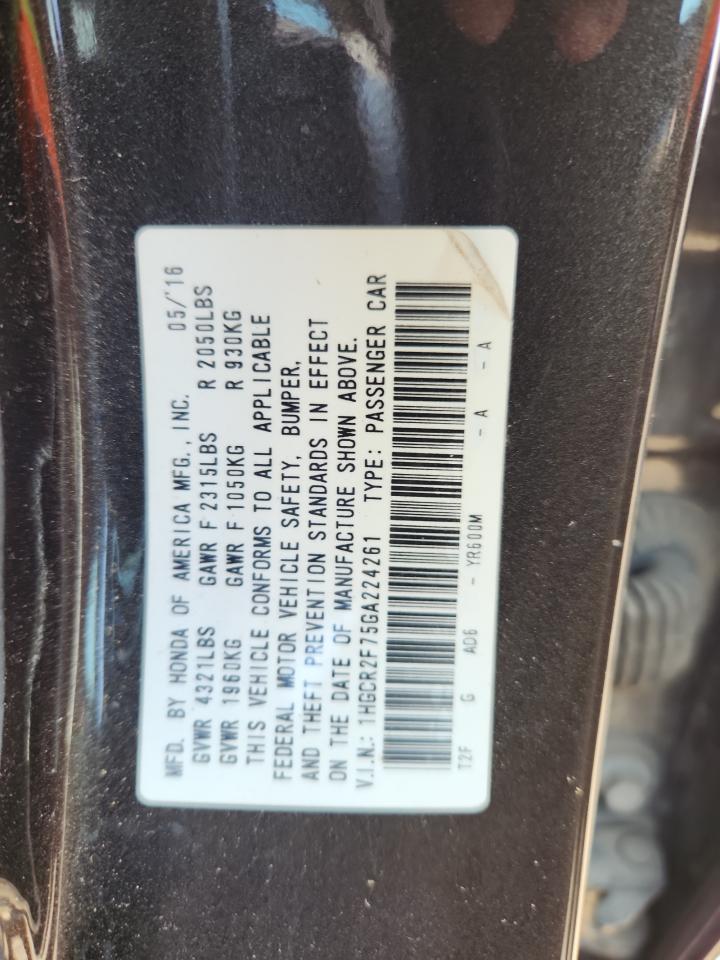 MFD. BY HONDA OF AMERICA MFG., INC. 05/'16
GVWR 4321LBS GAWR F 2315LBS R 2050LBS
GVWR 1960KG GAWR F 1050KG R 930KG
THIS VEHICLE CONFORMS TO ALL APPLICABLE
FEDERAL MOTOR VEHICLE SAFETY, BUMPER,
AND THEFT PREVENTION STANDARDS IN EFFECT
ON THE DATE OF MANUFACTURE SHOWN ABOVE.
V.I.N.: 1HGCR2F75GA224261 TYPE: PASSENGER CAR
T2F G AD6 - YR600M - A - A